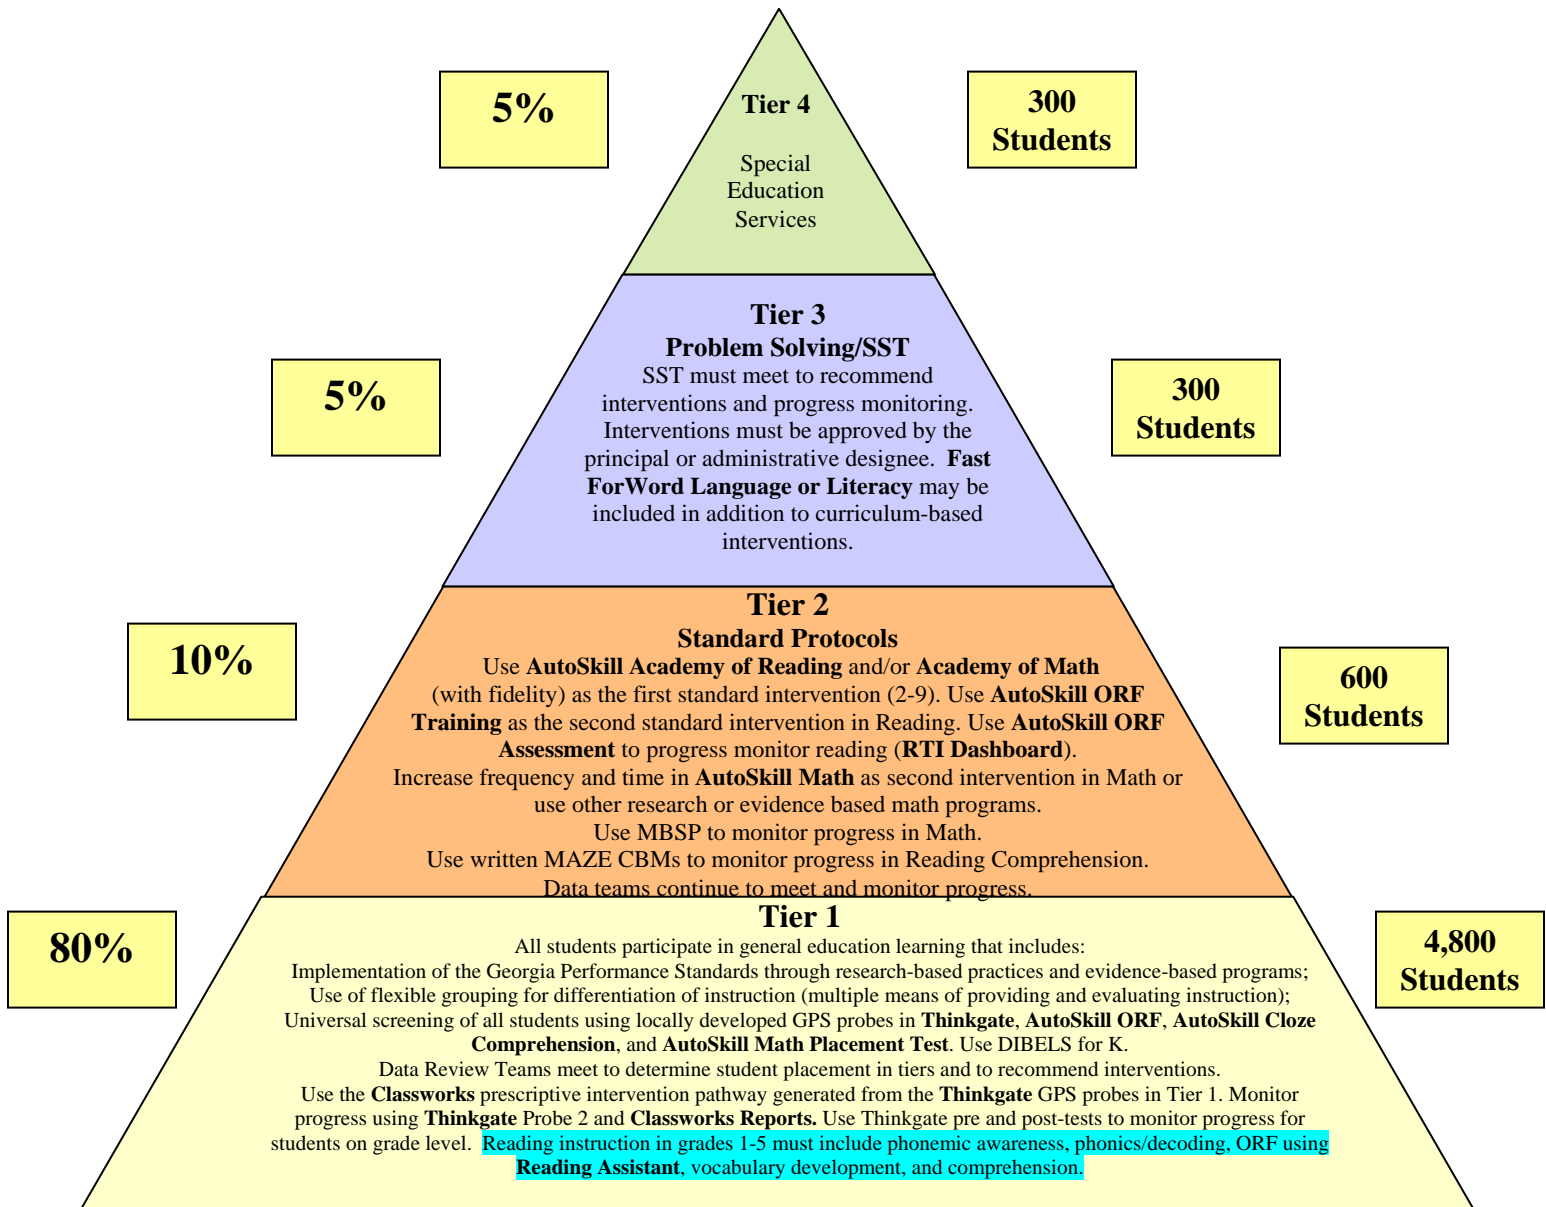 5%
300
Students
Tier 4
Special
Education
Services
5%
300
Students
Tier 3
Problem Solving/SST
SST must meet to recommend
interventions and progress monitoring.
Interventions must be approved by the
principal or administrative designee.  Fast
ForWord Language or Literacy may be
included in addition to curriculum-based
interventions.
10%
600
Students
Tier 2
Standard Protocols
Use AutoSkill Academy of Reading and/or Academy of Math
(with fidelity) as the first standard intervention (2-9). Use AutoSkill ORF
Training as the second standard intervention in Reading. Use AutoSkill ORF
Assessment to progress monitor reading (RTI Dashboard).
Increase frequency and time in AutoSkill Math as second intervention in Math or
use other research or evidence based math programs.
Use MBSP to monitor progress in Math.
Use written MAZE CBMs to monitor progress in Reading Comprehension.
Data teams continue to meet and monitor progress.
80%
4,800
Students
Tier 1
All students participate in general education learning that includes:
Implementation of the Georgia Performance Standards through research-based practices and evidence-based programs;
Use of flexible grouping for differentiation of instruction (multiple means of providing and evaluating instruction);
Universal screening of all students using locally developed GPS probes in Thinkgate, AutoSkill ORF, AutoSkill Cloze
Comprehension, and AutoSkill Math Placement Test. Use DIBELS for K.
Data Review Teams meet to determine student placement in tiers and to recommend interventions.
Use the Classworks prescriptive intervention pathway generated from the Thinkgate GPS probes in Tier 1. Monitor
progress using Thinkgate Probe 2 and Classworks Reports. Use Thinkgate pre and post-tests to monitor progress for
students on grade level.  Reading instruction in grades 1-5 must include phonemic awareness, phonics/decoding, ORF using
Reading Assistant, vocabulary development, and comprehension.